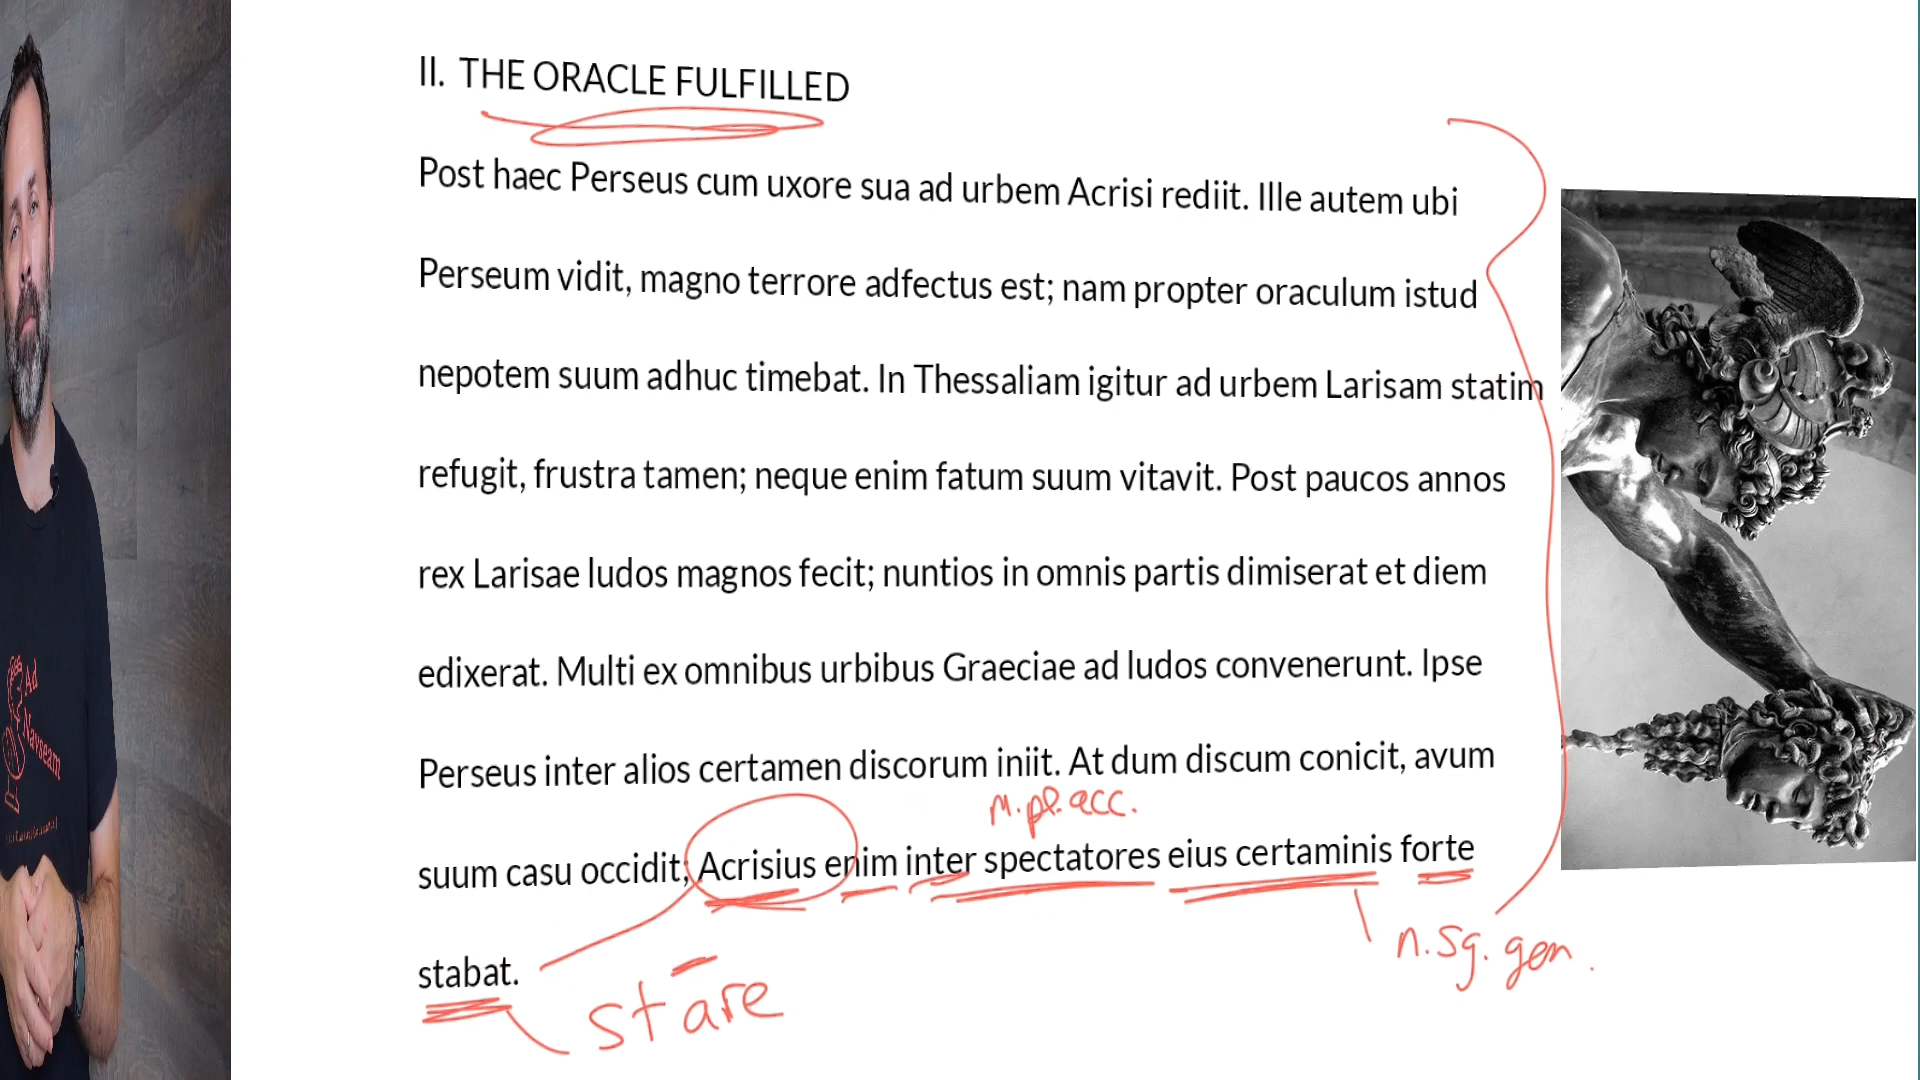 II. THE ORACLE FULFILLED
Post haec Perseus cum uxore sua ad urbem Acrisi rediit. Ille autem ubi
Perseum vidit, magno terrore adfectus est; nam propter oraculum istud
nepotem suum adhuc timebat. In Thessaliam igitur ad urbem Larisam statim
refugit, frustra tamen; neque enim fatum suum vitavit. Post paucos annos
rex Larisae ludos magnos fecit; nuntios in omnis partis dimiserat et diem
edixerat. Multi ex omnibus urbibus Graeciae ad ludos convenerunt. Ipse
Perseus inter alios certamen discorum iniit. At dum discum conicit, avum
m. pl. acc.
suum casu occidit; Acrisius enim inter spectatores eius certaminis forte
n. sg. gen.
stabat.
stare
Ad
Navseam